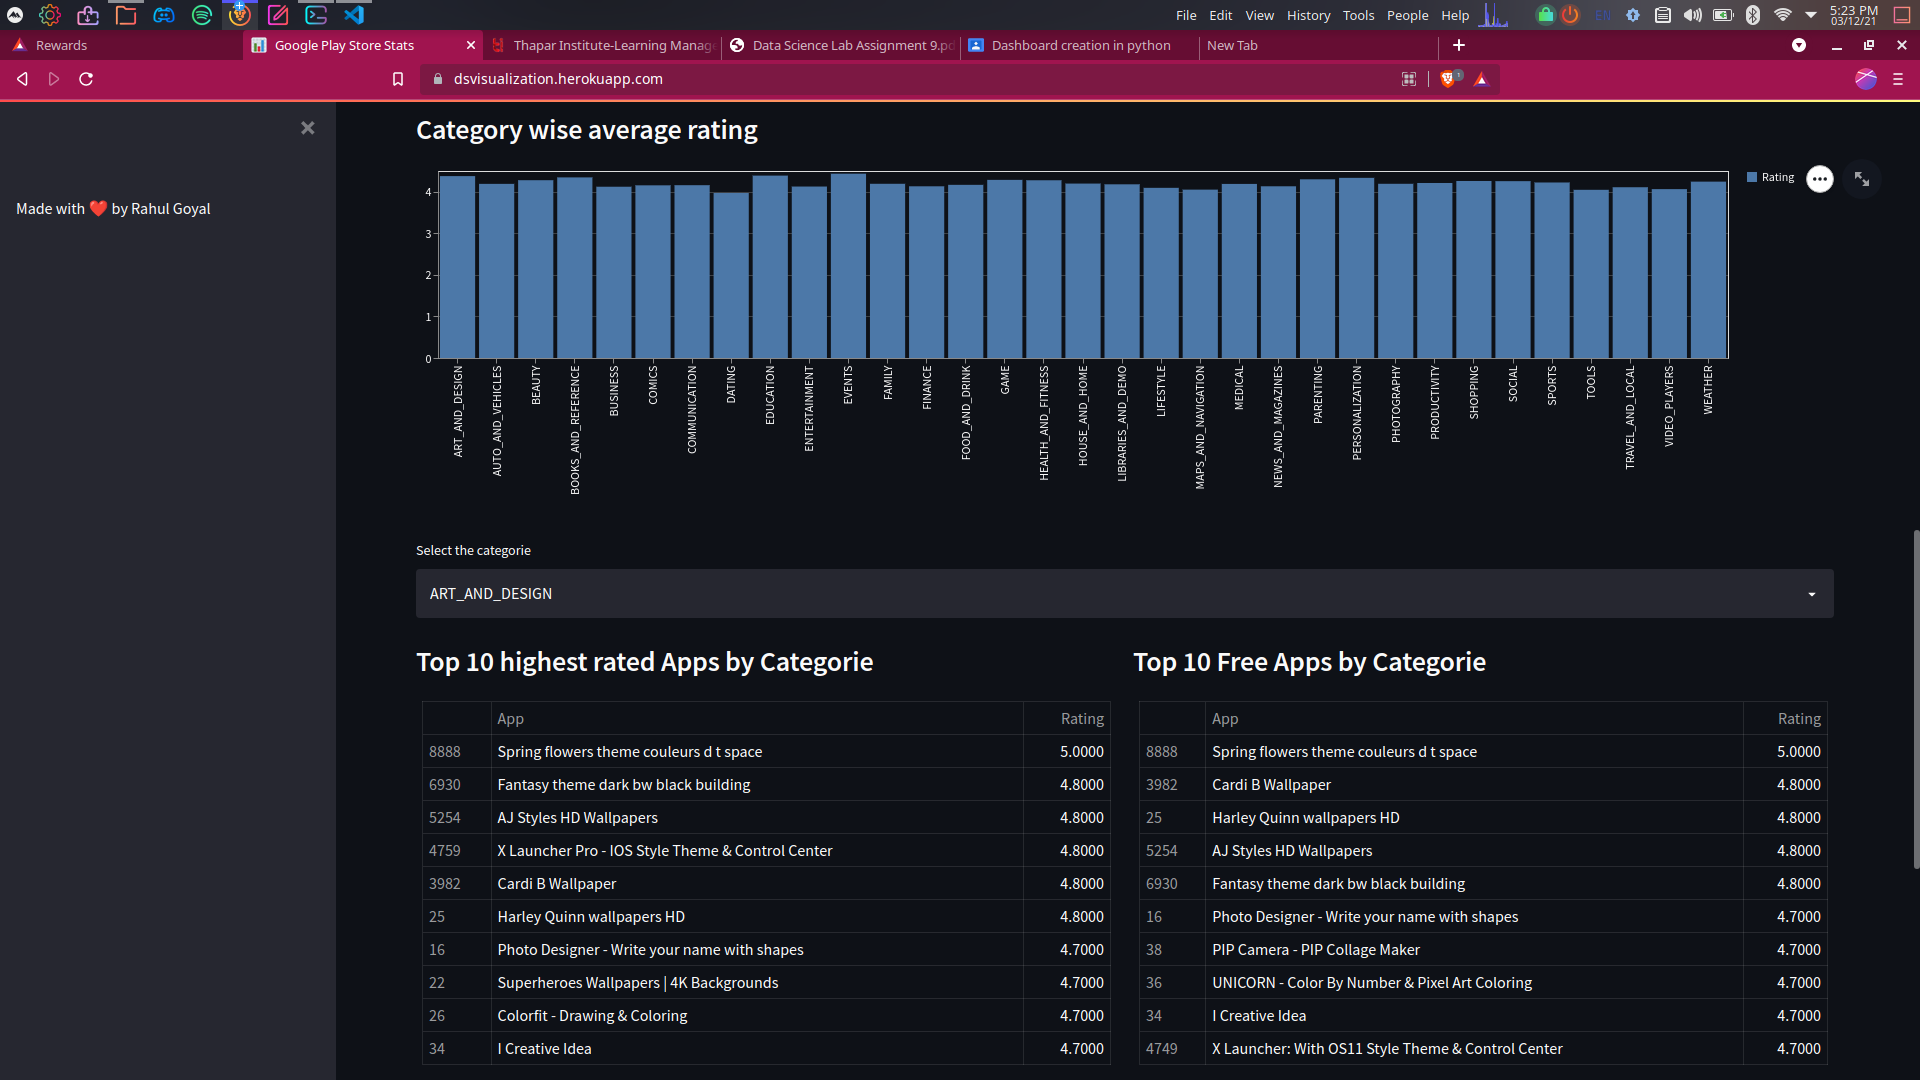 File Edit View History Tools People Help EN 5:23 PM
03/12/21
Rewards Google Play Store Stats Thapar Institute-Learning Manage Data Science Lab Assignment 9.pd Dashboard creation in python New Tab
dsvisualization.herokuapp.com 1
Made with ❤️ by Rahul Goyal
Category wise average rating
4
3
2
1
0
Rating
ART_AND_DESIGN
AUTO_AND_VEHICLES
BEAUTY
BOOKS_AND_REFERENCE
BUSINESS
COMICS
COMMUNICATION
DATING
EDUCATION
ENTERTAINMENT
EVENTS
FAMILY
FINANCE
FOOD_AND_DRINK
GAME
HEALTH_AND_FITNESS
HOUSE_AND_HOME
LIBRARIES_AND_DEMO
LIFESTYLE
MAPS_AND_NAVIGATION
MEDICAL
NEWS_AND_MAGAZINES
PARENTING
PERSONALIZATION
PHOTOGRAPHY
PRODUCTIVITY
SHOPPING
SOCIAL
SPORTS
TOOLS
TRAVEL_AND_LOCAL
VIDEO_PLAYERS
WEATHER
Select the categorie
ART_AND_DESIGN
Top 10 highest rated Apps by Categorie
App Rating
8888 Spring flowers theme couleurs d t space 5.0000
6930 Fantasy theme dark bw black building 4.8000
5254 AJ Styles HD Wallpapers 4.8000
4759 X Launcher Pro - IOS Style Theme & Control Center 4.8000
3982 Cardi B Wallpaper 4.8000
25 Harley Quinn wallpapers HD 4.8000
16 Photo Designer - Write your name with shapes 4.7000
22 Superheroes Wallpapers | 4K Backgrounds 4.7000
26 Colorfit - Drawing & Coloring 4.7000
34 I Creative Idea 4.7000
Top 10 Free Apps by Categorie
App Rating
8888 Spring flowers theme couleurs d t space 5.0000
3982 Cardi B Wallpaper 4.8000
25 Harley Quinn wallpapers HD 4.8000
5254 AJ Styles HD Wallpapers 4.8000
6930 Fantasy theme dark bw black building 4.8000
16 Photo Designer - Write your name with shapes 4.7000
38 PIP Camera - PIP Collage Maker 4.7000
36 UNICORN - Color By Number & Pixel Art Coloring 4.7000
34 I Creative Idea 4.7000
4749 X Launcher: With OS11 Style Theme & Control Center 4.7000